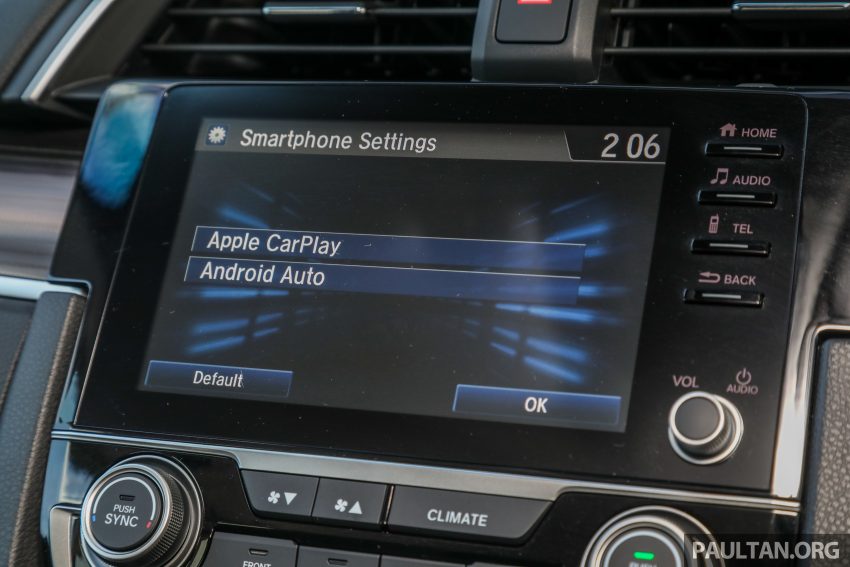 Smartphone Settings
2 06
HOME
AUDIO
Apple CarPlay
TEL
Android Auto
BACK
Default
OK
VOL
AUDIO
PUSH
SYNC
CLIMATE
FRONT
PAULTAN.ORG